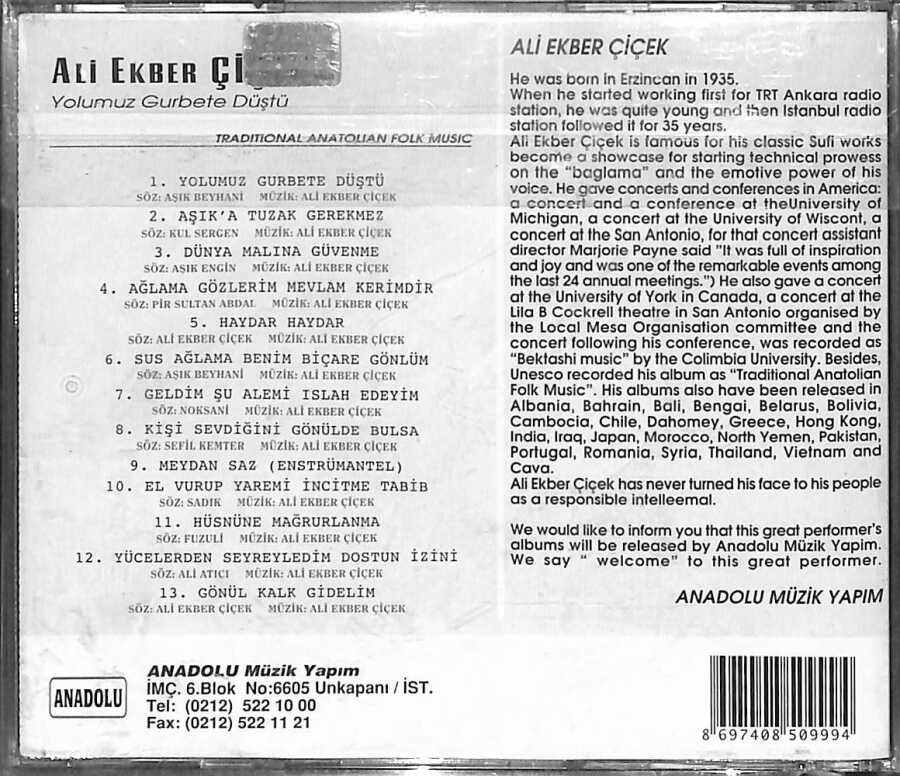 ALİ EKBER Çİ
Yolumuz Gurbete Düştü
TRADITIONAL ANATOLIAN FOLK MUSIC
1. YOLUMUZ GURBETE DÜŞTÜ
SÖZ: AŞIK BEYHANİ MÜZİK: ALİ EKBER ÇİÇEK
2. AŞIK'A TUZAK GEREKMEZ
SÖZ: KUL SERGEN MÜZİK: ALİ EKBER ÇİÇEK
3. DÜNYA MALINA GÜVENME
SÖZ: AŞIK ENGİN MÜZİK: ALİ EKBER ÇİÇEK
4. AĞLAMA GÖZLERİM MEVLAM KERİMDİR
SÖZ: PİR SULTAN ABDAL MÜZİK: ALİ EKBER ÇİÇEK
5. HAYDAR HAYDAR
SÖZ: ALİ EKBER ÇİÇEK MÜZİK: ALİ EKBER ÇİÇEK
6. SUS AĞLAMA BENİM BİÇARE GÖNLÜM
SÖZ: AŞIK BEYHANİ MÜZİK: ALİ EKBER ÇİÇEK
7. GELDİM ŞU ALEMİ ISLAH EDEYİM
SÖZ: NOKSANİ MÜZİK: ALİ EKBER ÇİÇEK
8. KİŞİ SEVDİĞİNİ GÖNÜLDE BULSA
SÖZ: SEFİL KEMTER MÜZİK: ALİ EKBER ÇİÇEK
9. MEYDAN SAZ (ENSTRÜMANTEL)
10. EL VURUP YAREMİ İNCİTME TABİB
SÖZ: SADIK MÜZİK: ALİ EKBER ÇİÇEK
11. HÜSNÜNE MAĞRURLANMA
SÖZ: FUZULİ MÜZİK: ALİ EKBER ÇİÇEK
12. YÜCELERDEN SEYREYLEDİM DOSTUN İZİNİ
SÖZ: ALİ ATICI MÜZİK: ALİ EKBER ÇİÇEK
13. GÖNÜL KALK GİDELİM
SÖZ: ALİ EKBER ÇİÇEK MÜZİK: ALİ EKBER ÇİÇEK
ALİ EKBER ÇİÇEK
He was born in Erzincan in 1935.
When he started working first for TRT Ankara radio
station, he was quite young and then Istanbul radio
station followed it for 35 years.
Ali Ekber Çiçek is famous for his classic Sufi works
become a showcase for starting technical prowess
on the "baglama" and the emotive power of his
voice. He gave concerts and conferences in America:
a concert and a conference at theUniversity of
Michigan, a concert at the University of Wiscont, a
concert at the San Antonio, for that concert assistant
director Marjorie Payne said "It was full of inspiration
and joy and was one of the remarkable events among
the last 24 annual meetings.") He also gave a concert
at the University of York in Canada, a concert at the
Lila B Cockrell theatre in San Antonio organised by
the Local Mesa Organisation committee and the
concert following his conference, was recorded as
"Bektashi music" by the Colimbia University. Besides,
Unesco recorded his album as "Traditional Anatolian
Folk Music". His albums also have been released in
Albania, Bahrain, Bali, Bengai, Belarus, Bolivia,
Cambocia, Chile, Dahomey, Greece, Hong Kong,
India, Iraq, Japan, Morocco, North Yemen, Pakistan,
Portugal, Romania, Syria, Thailand, Vietnam and
Cava.
Ali Ekber Çiçek has never turned his face to his people
as a responsible intelleemal.
We would like to inform you that this great performer's
albums will be released by Anadolu Müzik Yapim.
We say " welcome" to this great performer.
ANADOLU MÜZİK YAPIM
ANADOLU
ANADOLU Müzik Yapım
İMÇ. 6.Blok No:6605 Unkapanı / İST.
Tel: (0212) 522 10 00
Fax: (0212) 522 11 21
8 697408 509994